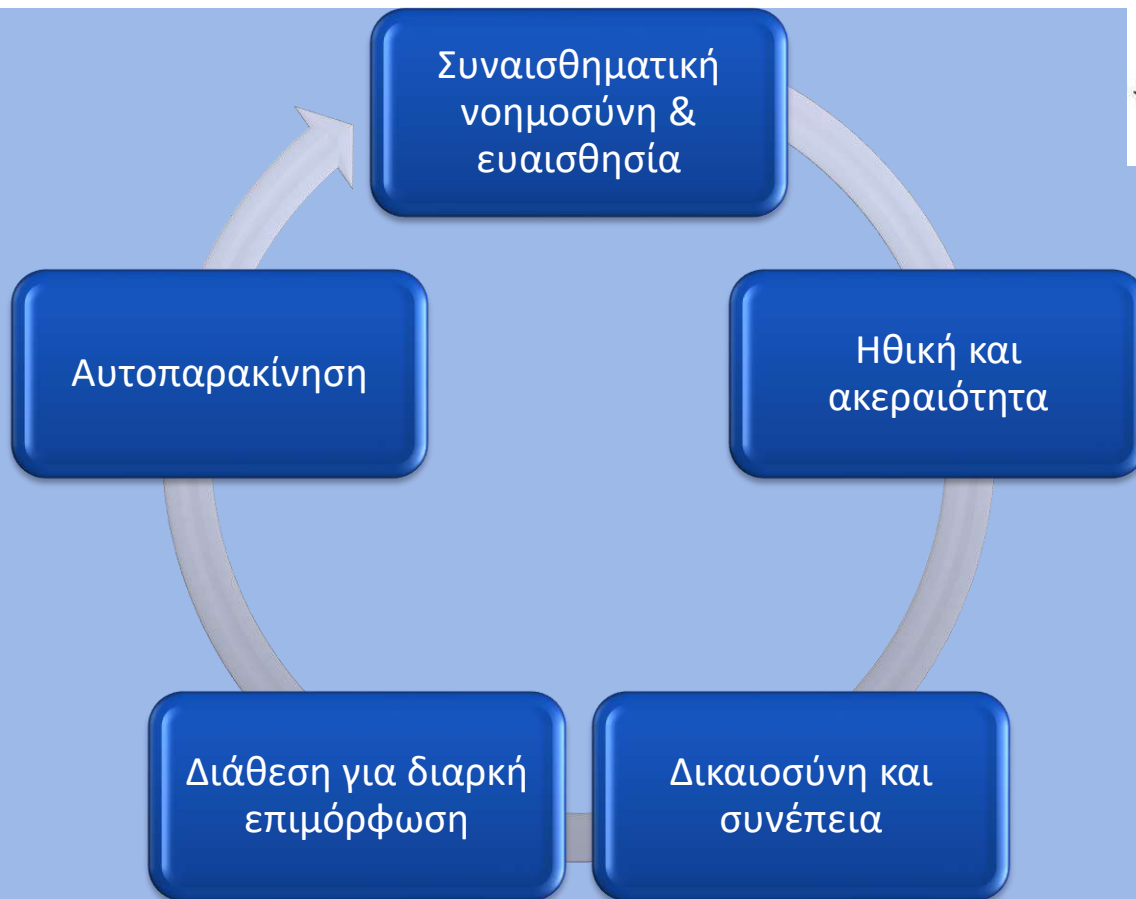 Συναισθηματική
νοημοσύνη &
ευαισθησία
Ηθική και
ακεραιότητα
Δικαιοσύνη και
συνέπεια
Διάθεση για διαρκή
επιμόρφωση
Αυτοπαρακίνηση